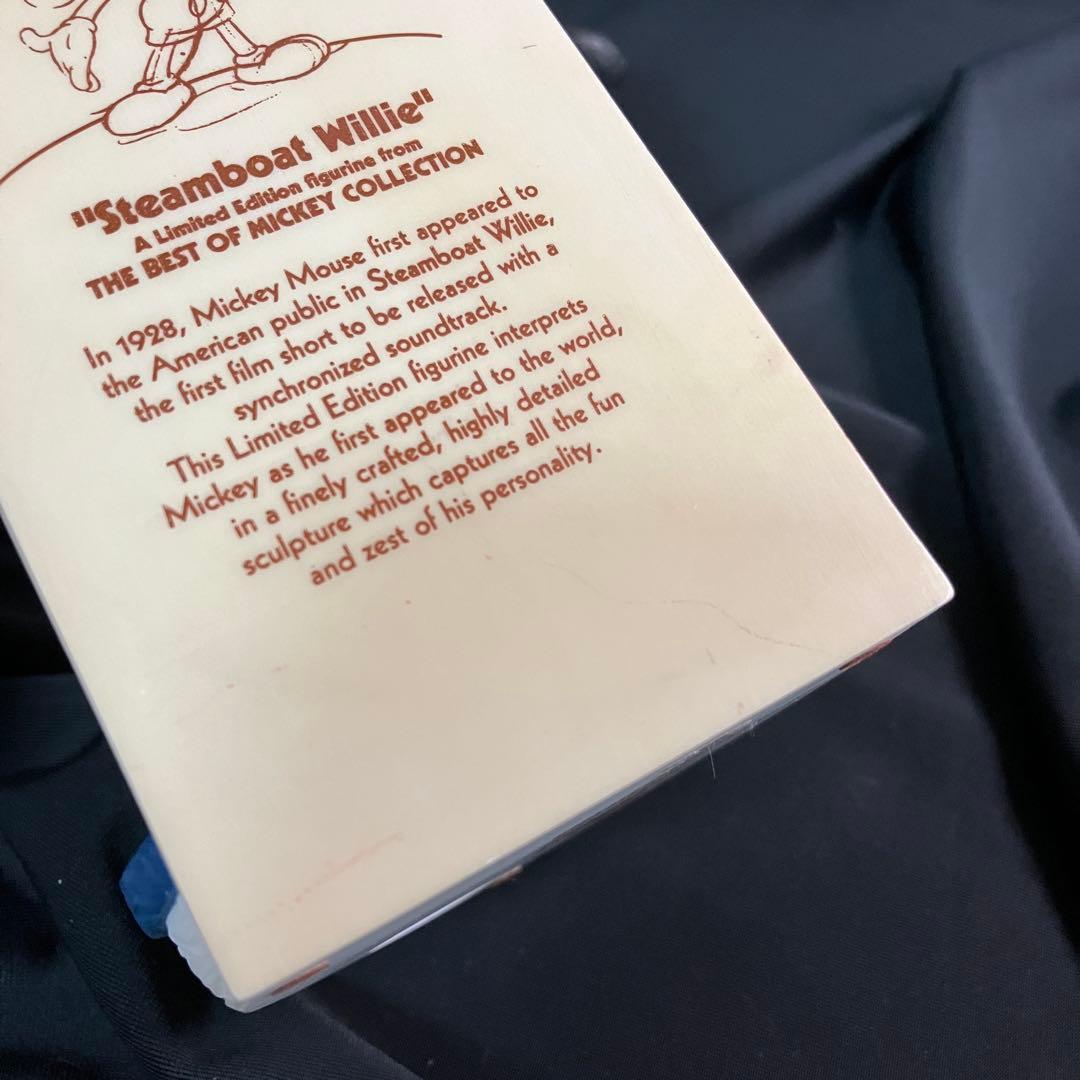 "Steamboat Willie"
A Limited Edition figurine from
THE BEST OF MICKEY COLLECTION
In 1928, Mickey Mouse first appeared to
the American public in Steamboat Willie,
the first film short to be released with a
synchronized soundtrack.
This Limited Edition figurine interprets
Mickey as he first appeared to the world,
in a finely crafted, highly detailed
sculpture which captures all the fun
and zest of his personality.